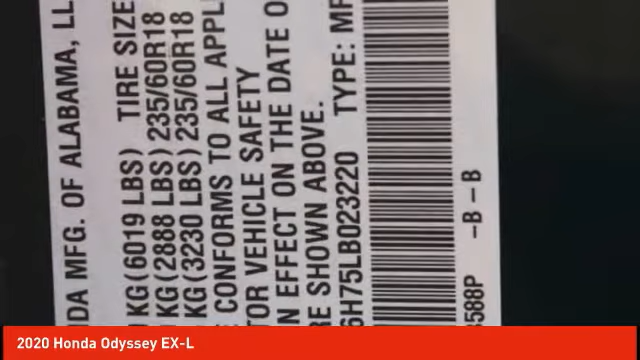 DA MFG. OF ALABAMA, LL
KG(6019 LBS) TIRE SIZE
KG(2888 LBS) 235/60R18
KG(3230 LBS) 235/60R18
CONFORMS TO ALL APPL
TOR VEHICLE SAFETY
N EFFECT ON THE DATE O
RE SHOWN ABOVE.
6H75LB023220 TYPE: MP
588P -B-B
2020 Honda Odyssey EX-L